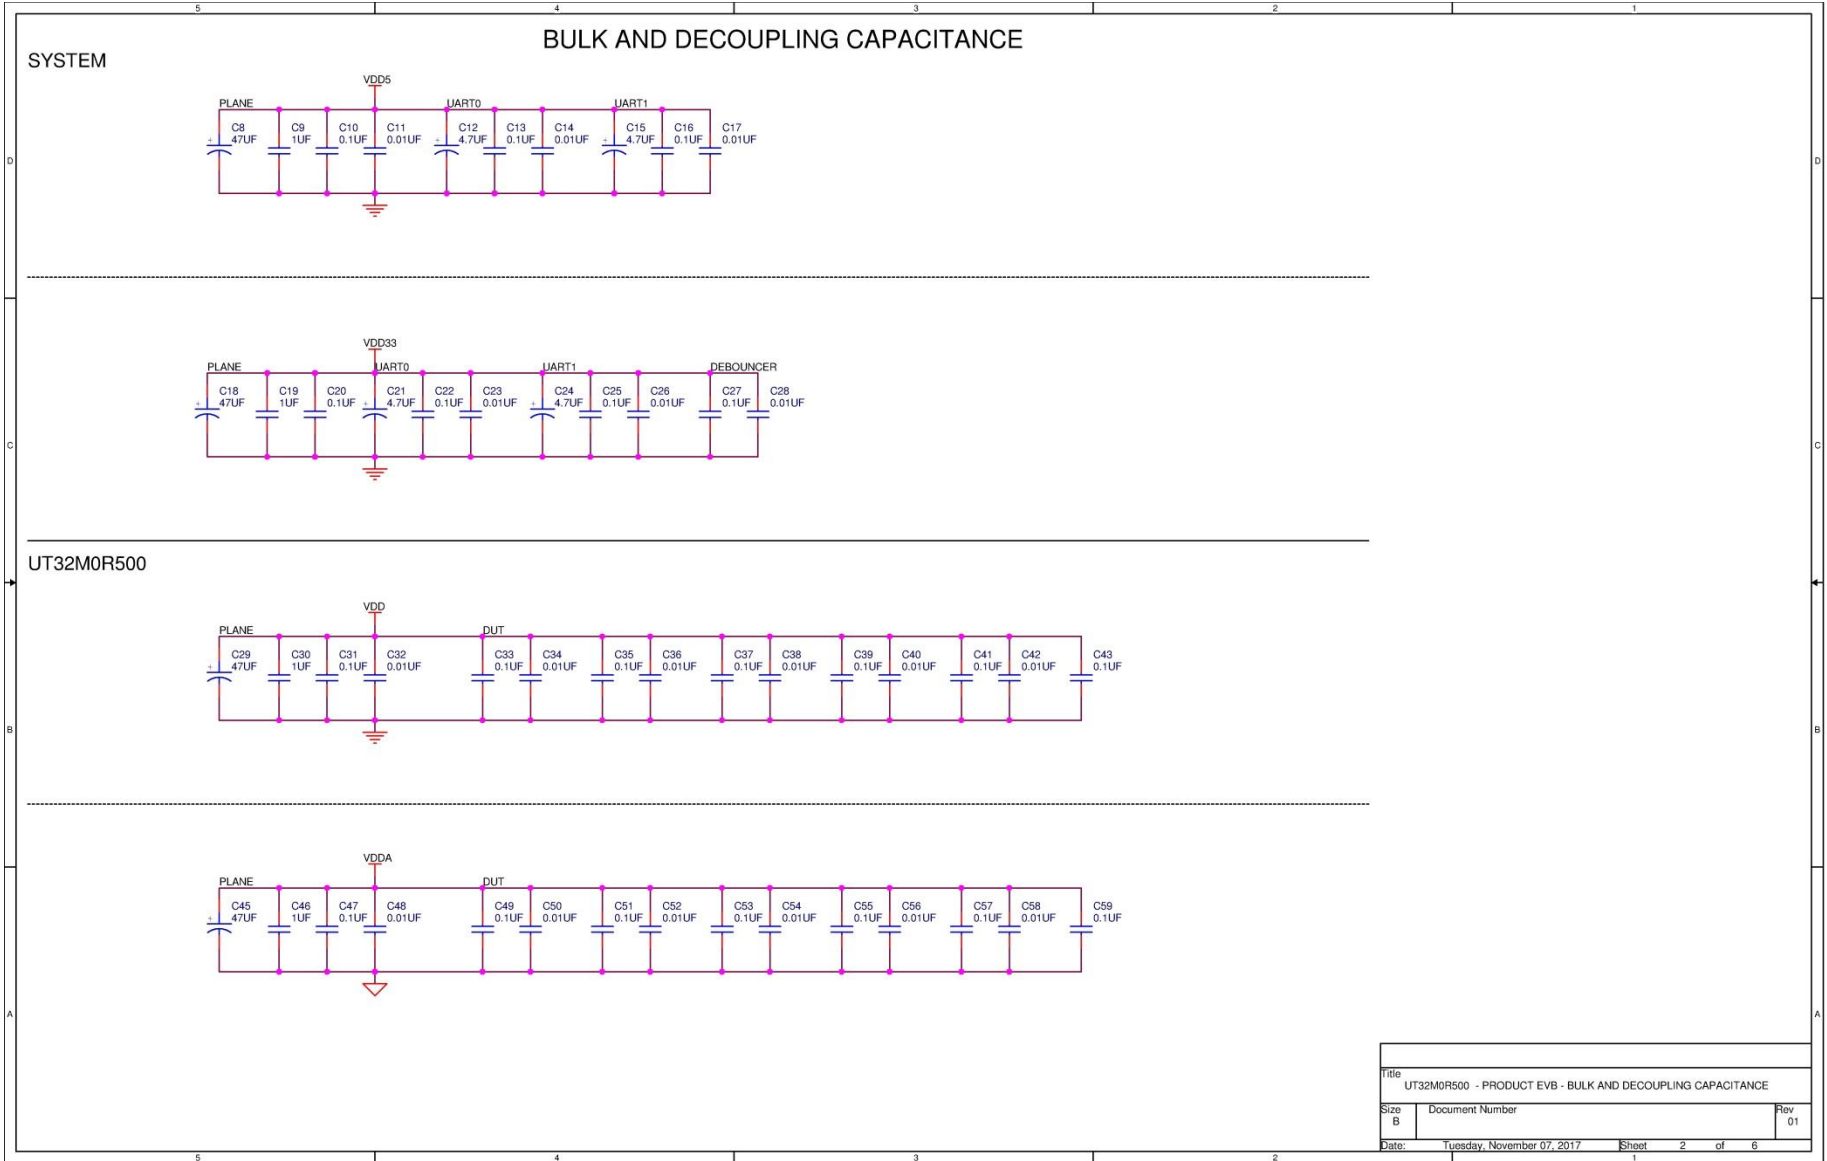 5 4 3 2 1
BULK AND DECOUPLING CAPACITANCE
SYSTEM
VDD5
PLANE UART0 UART1
C8 C9 C10 C11 C12 C13 C14 C15 C16 C17
47UF 1UF 0.1UF 0.01UF 4.7UF 0.1UF 0.01UF 4.7UF 0.1UF 0.01UF
+ + +
D D
VDD33
PLANE UART0 UART1 DEBOUNCER
C18 C19 C20 C21 C22 C23 C24 C25 C26 C27 C28
47UF 1UF 0.1UF 4.7UF 0.1UF 0.01UF 4.7UF 0.1UF 0.01UF 0.1UF 0.01UF
+ + +
C C
UT32M0R500
VDD
PLANE DUT
C29 C30 C31 C32 C33 C34 C35 C36 C37 C38 C39 C40 C41 C42 C43
47UF 1UF 0.1UF 0.01UF 0.1UF 0.01UF 0.1UF 0.01UF 0.1UF 0.01UF 0.1UF 0.01UF 0.1UF 0.01UF 0.1UF
+
B B
VDDA
PLANE DUT
C45 C46 C47 C48 C49 C50 C51 C52 C53 C54 C55 C56 C57 C58 C59
47UF 1UF 0.1UF 0.01UF 0.1UF 0.01UF 0.1UF 0.01UF 0.1UF 0.01UF 0.1UF 0.01UF 0.1UF 0.01UF 0.1UF
+
A A
Title
UT32M0R500 - PRODUCT EVB - BULK AND DECOUPLING CAPACITANCE
Size Document Number Rev
B 01
Date: Tuesday, November 07, 2017 Sheet 2 of 6
5 4 3 2 1